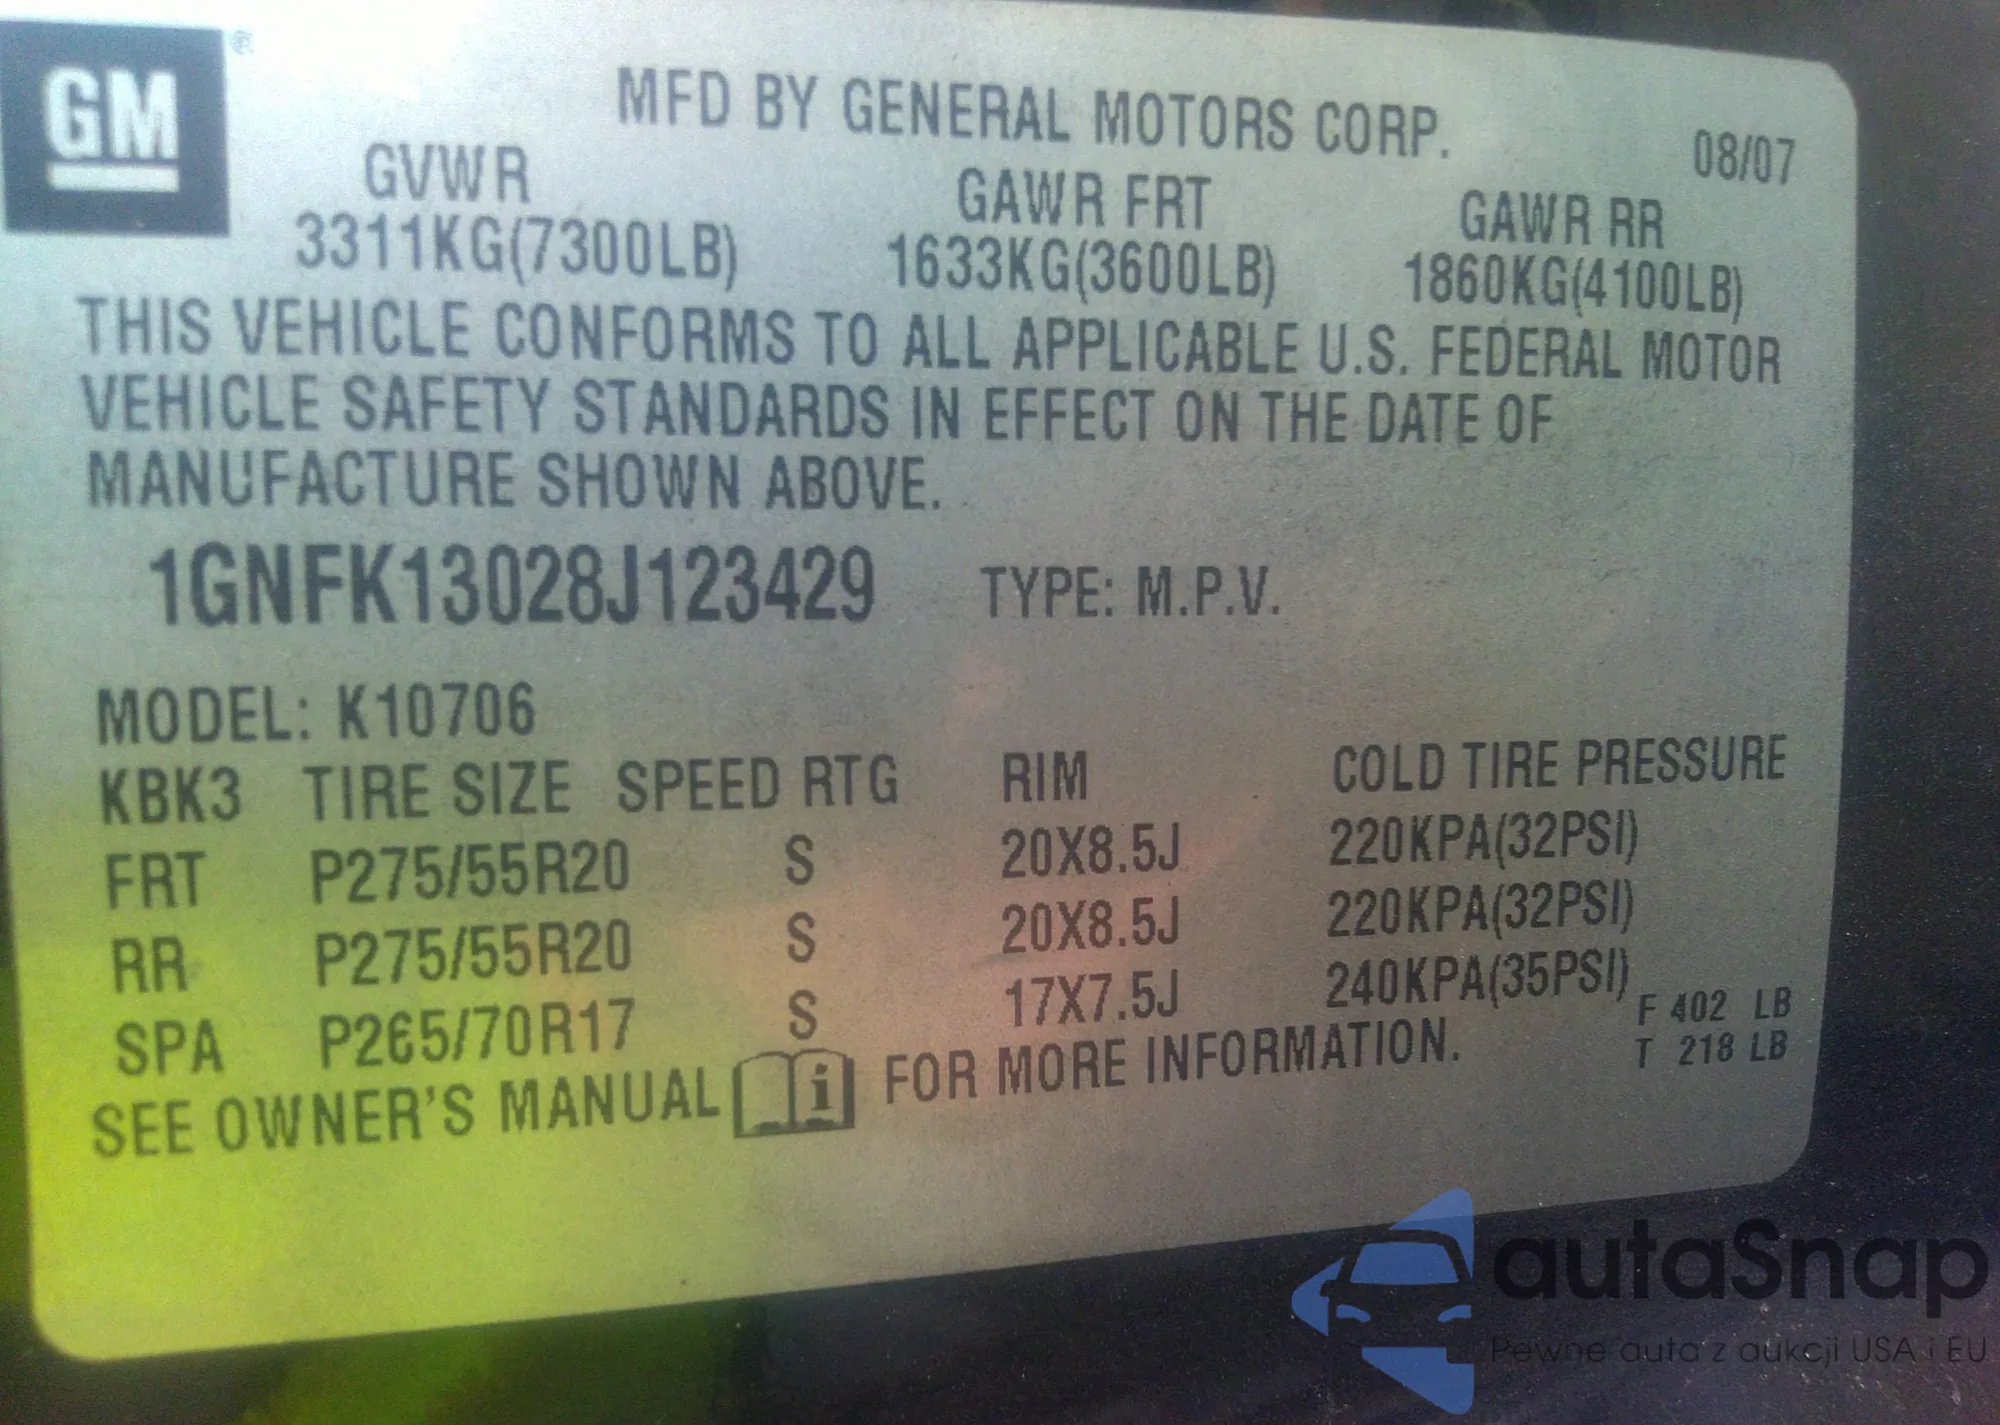 GM®
MFD BY GENERAL MOTORS CORP.
08/07
GVWR GAWR FRT GAWR RR
3311KG(7300LB) 1633KG(3600LB) 1860KG(4100LB)
THIS VEHICLE CONFORMS TO ALL APPLICABLE U.S. FEDERAL MOTOR
VEHICLE SAFETY STANDARDS IN EFFECT ON THE DATE OF
MANUFACTURE SHOWN ABOVE.
1GNFK13028J123429 TYPE: M.P.V.
MODEL: K10706
KBK3 TIRE SIZE SPEED RTG RIM COLD TIRE PRESSURE
FRT P275/55R20 S 20X8.5J 220KPA(32PSI)
RR P275/55R20 S 20X8.5J 220KPA(32PSI)
SPA P265/70R17 S 17X7.5J 240KPA(35PSI)
F 402 LB
T 218 LB
SEE OWNER'S MANUAL i FOR MORE INFORMATION.
autaSnap
Pewne auta z aukcji USA i EU